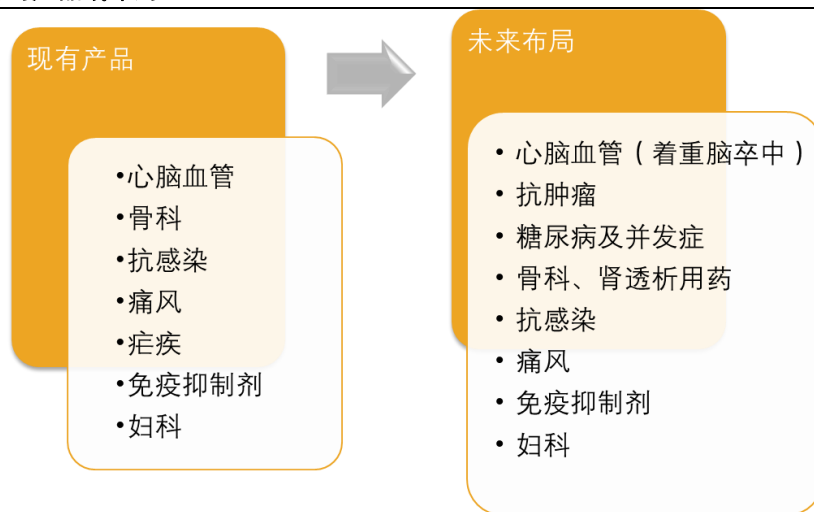 现有产品
•心脑血管
•骨科
•抗感染
•痛风
•疟疾
•免疫抑制剂
•妇科
未来布局
• 心脑血管（着重脑卒中）
• 抗肿瘤
• 糖尿病及并发症
• 骨科、肾透析用药
• 抗感染
• 痛风
• 免疫抑制剂
• 妇科